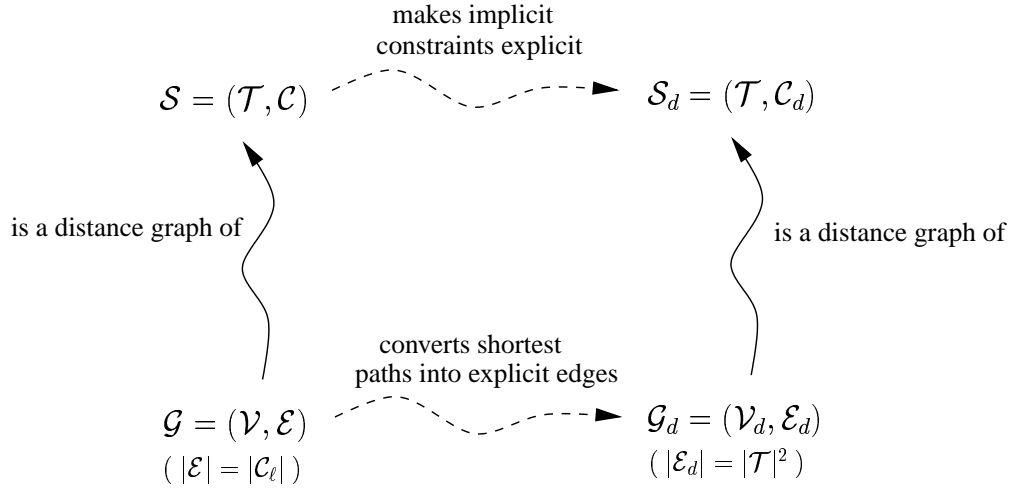 makes implicit
constraints explicit
𝒮 = (𝒯, 𝒞)
𝒮_d = (𝒯, 𝒞_d)
is a distance graph of
is a distance graph of
converts shortest
paths into explicit edges
𝒢 = (𝒱, ℰ)
𝒢_d = (𝒱_d, ℰ_d)
( |ℰ| = |𝒞_ℓ| )
( |ℰ_d| = |𝒯|² )